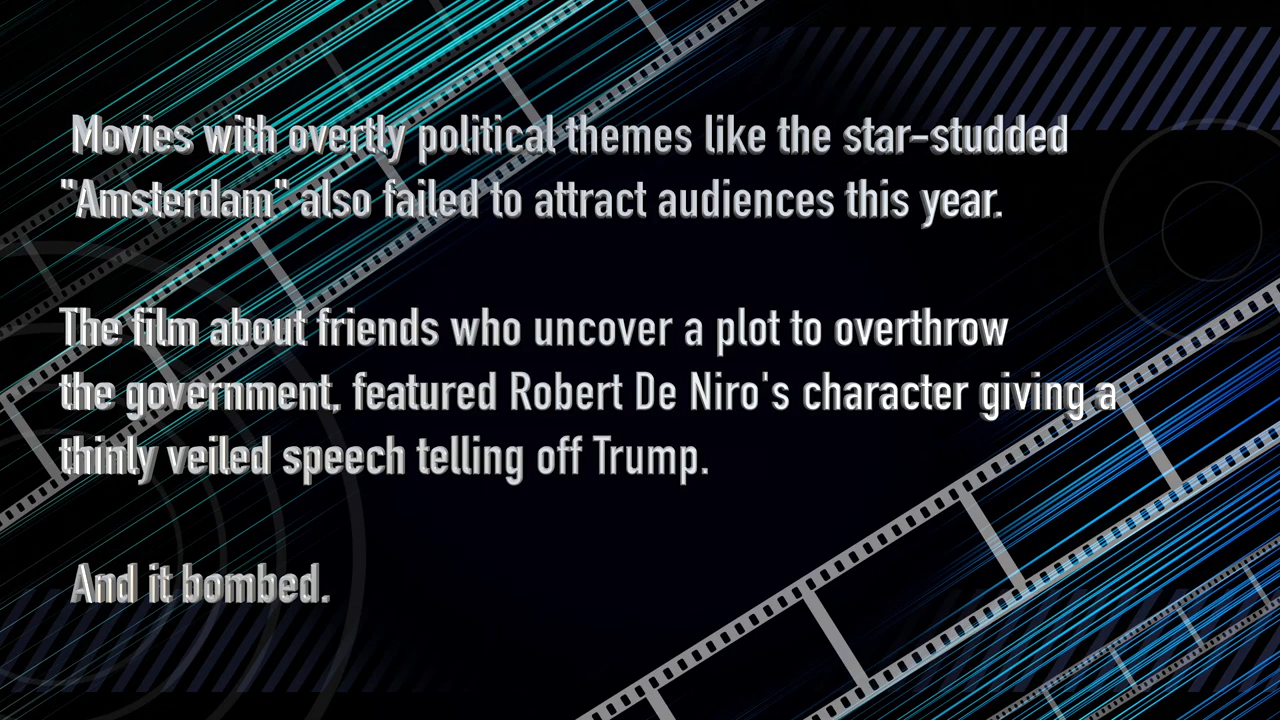 Movies with overtly political themes like the star-studded
"Amsterdam" also failed to attract audiences this year.
The film about friends who uncover a plot to overthrow
the government, featured Robert De Niro's character giving a
thinly veiled speech telling off Trump.
And it bombed.